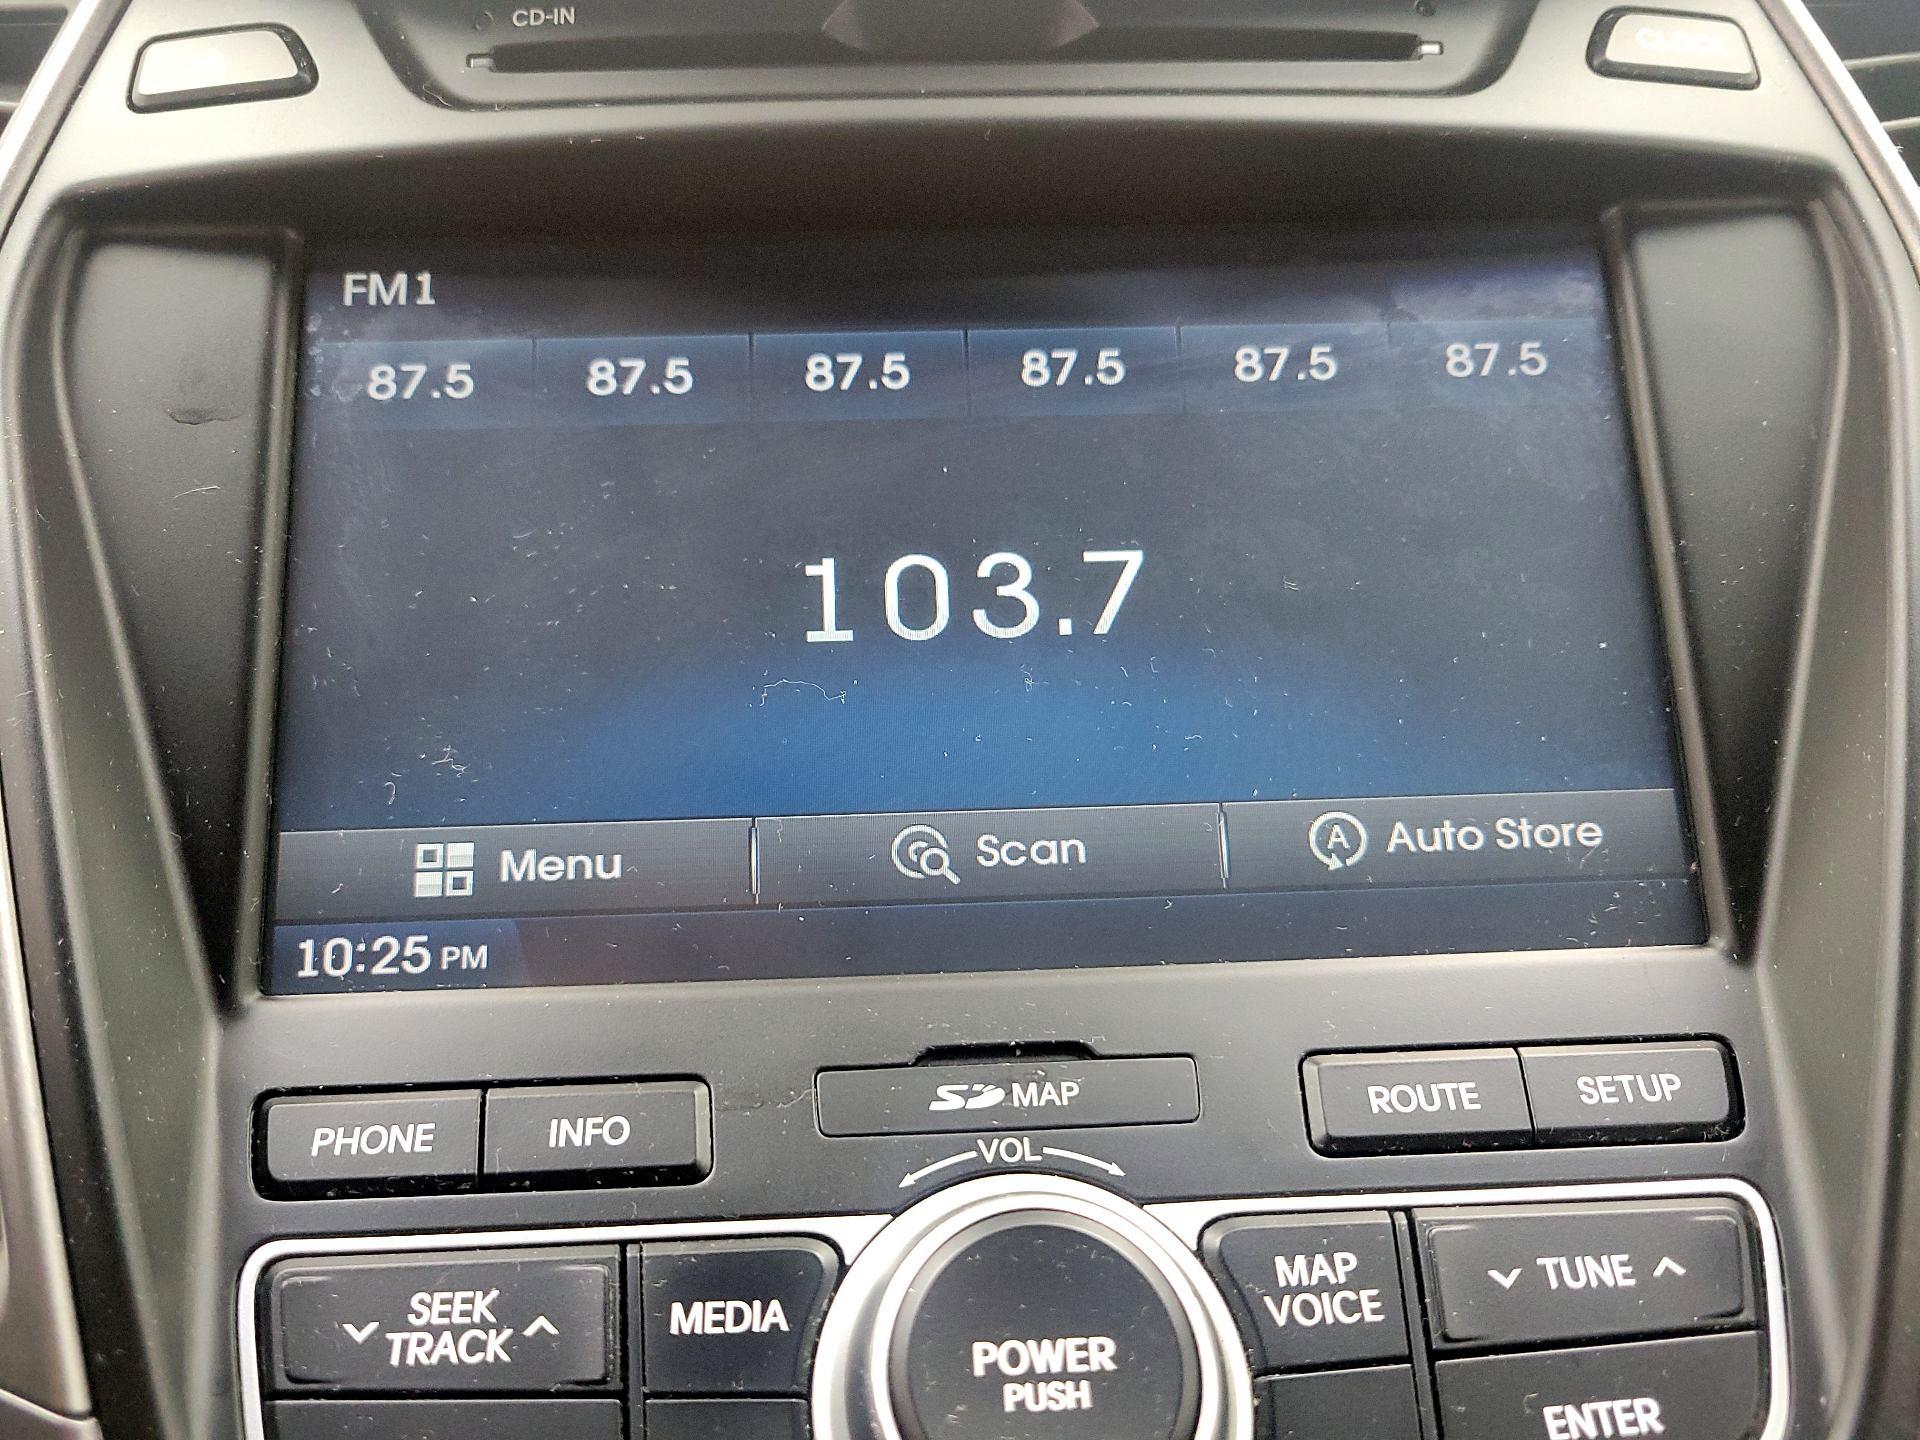 CD-IN
CLOCK
FM1
87.5 87.5 87.5 87.5 87.5 87.5
103.7
Menu Scan A Auto Store
10:25 PM
PHONE INFO SD MAP ROUTE SETUP
VOL
SEEK
TRACK
MEDIA
POWER
PUSH
MAP
VOICE
TUNE
ENTER